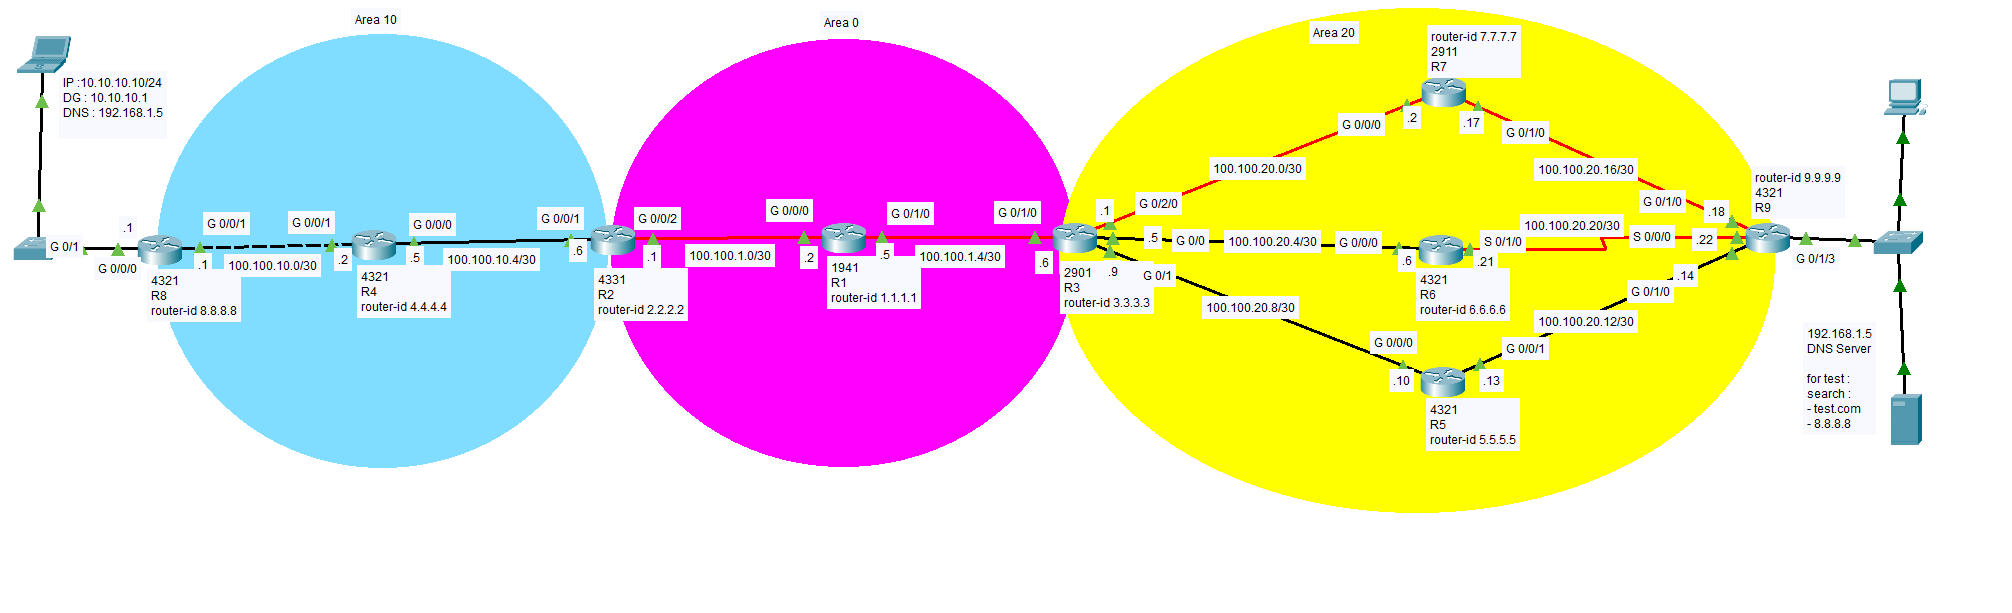 Area 10
Area 0
Area 20
IP :10.10.10.10/24
DG : 10.10.10.1
DNS : 192.168.1.5
G 0/1
.1
G 0/0/0
4321
R8
router-id 8.8.8.8
G 0/0/1
.1
100.100.10.0/30
G 0/0/1
.2
4321
R4
router-id 4.4.4.4
G 0/0/0
.5
100.100.10.4/30
G 0/0/1
.6
4331
R2
router-id 2.2.2.2
G 0/0/2
.1
100.100.1.0/30
G 0/0/0
.2
1941
R1
router-id 1.1.1.1
G 0/1/0
.5
100.100.1.4/30
G 0/1/0
.6
2901
R3
router-id 3.3.3.3
.1
G 0/2/0
100.100.20.0/30
G 0/0/0
.2
router-id 7.7.7.7
2911
R7
.17
G 0/1/0
100.100.20.16/30
G 0/1/0
.18
.5
G 0/0
100.100.20.4/30
G 0/0/0
.6
4321
R6
router-id 6.6.6.6
S 0/1/0
.21
100.100.20.20/30
S 0/0/0
.22
.9
G 0/1
100.100.20.8/30
G 0/0/0
.10
4321
R5
router-id 5.5.5.5
.13
G 0/0/1
100.100.20.12/30
G 0/1/0
.14
router-id 9.9.9.9
4321
R9
G 0/1/3
192.168.1.5
DNS Server
for test :
search :
- test.com
- 8.8.8.8